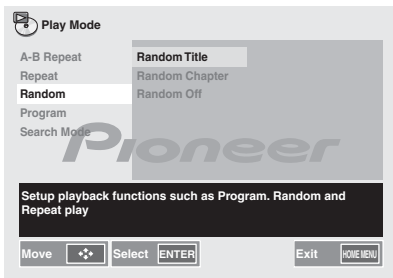 Play Mode
A-B Repeat
Repeat
Random
Program
Search Mode
Random Title
Random Chapter
Random Off
Pioneer
Setup playback functions such as Program. Random and
Repeat play
Move Select ENTER Exit HOME MENU